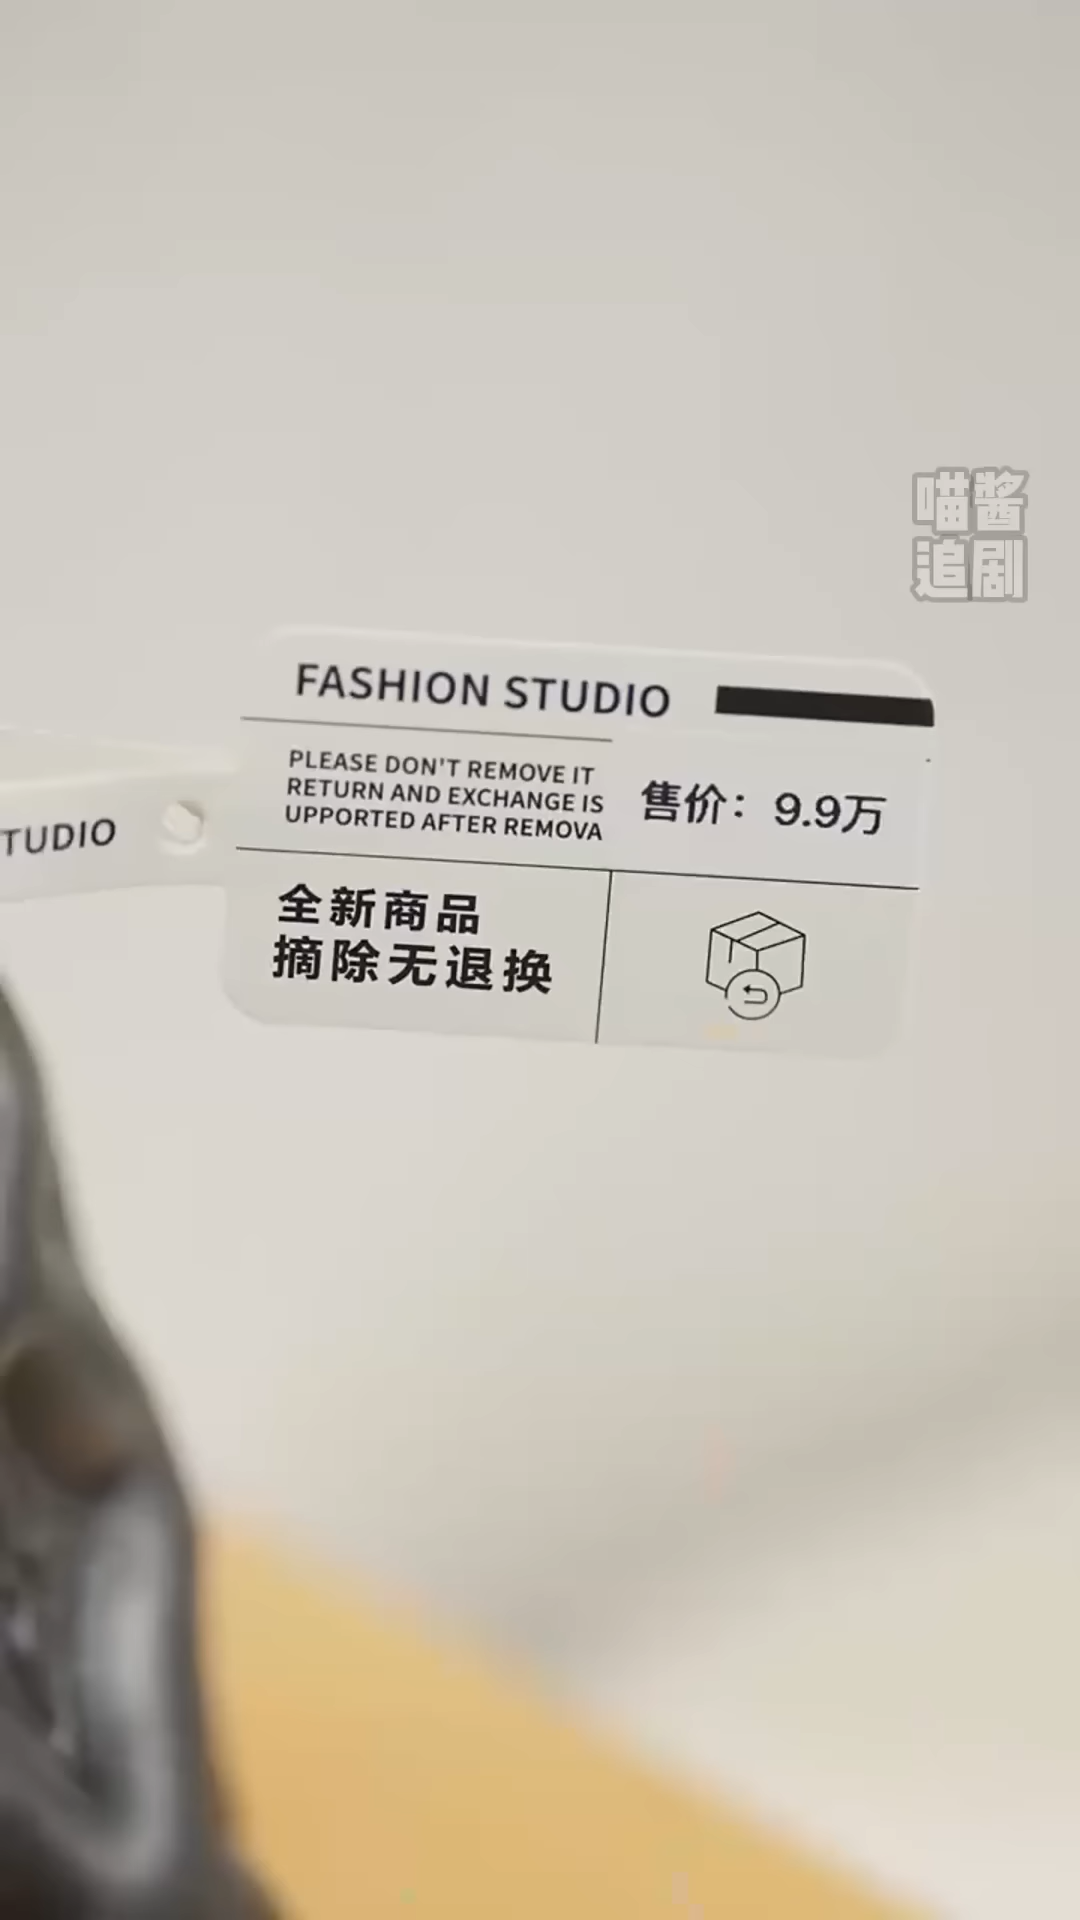 喵酱
追剧
FASHION STUDIO
PLEASE DON'T REMOVE IT
RETURN AND EXCHANGE IS
UPPORTED AFTER REMOVA
售价：9.9万
TUDIO
全新商品
摘除无退换